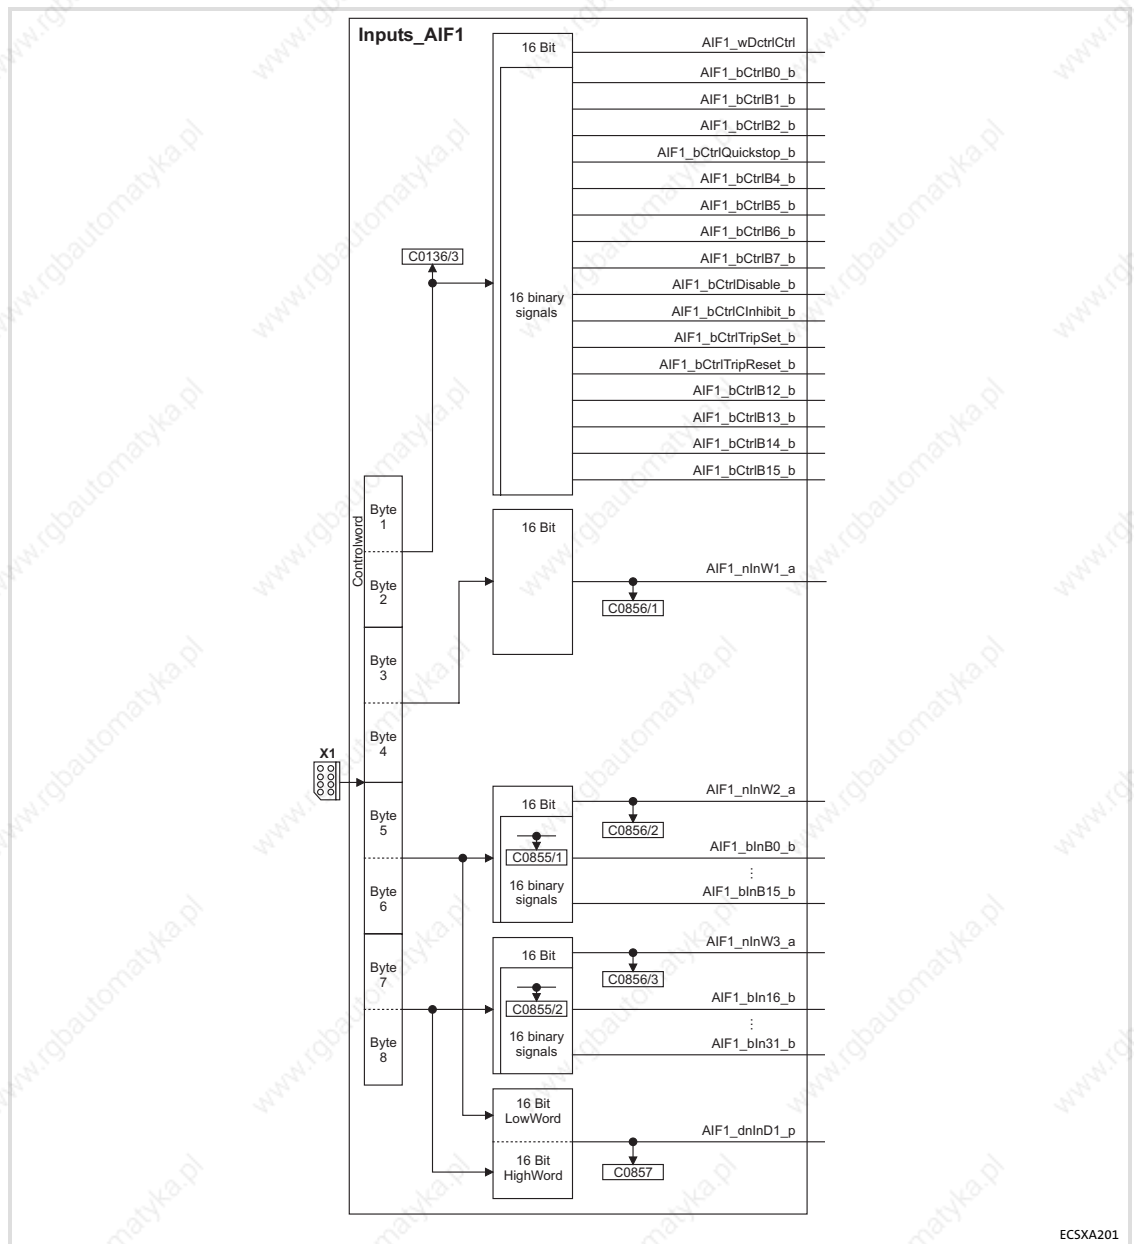 Inputs_AIF1
16 Bit
AIF1_wDctrlCtrl
AIF1_bCtrlB0_b
AIF1_bCtrlB1_b
AIF1_bCtrlB2_b
AIF1_bCtrlQuickstop_b
AIF1_bCtrlB4_b
AIF1_bCtrlB5_b
AIF1_bCtrlB6_b
AIF1_bCtrlB7_b
AIF1_bCtrlDisable_b
AIF1_bCtrlCInhibit_b
AIF1_bCtrlTripSet_b
AIF1_bCtrlTripReset_b
AIF1_bCtrlB12_b
AIF1_bCtrlB13_b
AIF1_bCtrlB14_b
AIF1_bCtrlB15_b
C0136/3
16 binary
signals
Controlword
Byte
1
Byte
2
16 Bit
AIF1_nInW1_a
C0856/1
Byte
3
Byte
4
X1
Byte
5
Byte
6
16 Bit
AIF1_nInW2_a
C0856/2
C0855/1
AIF1_bInB0_b
16 binary
signals
AIF1_bInB15_b
Byte
7
Byte
8
16 Bit
AIF1_nInW3_a
C0856/3
C0855/2
AIF1_bIn16_b
16 binary
signals
AIF1_bIn31_b
16 Bit
LowWord
AIF1_dnInD1_p
16 Bit
HighWord
C0857
ECSXA201
www.rgbautomatyka.pl